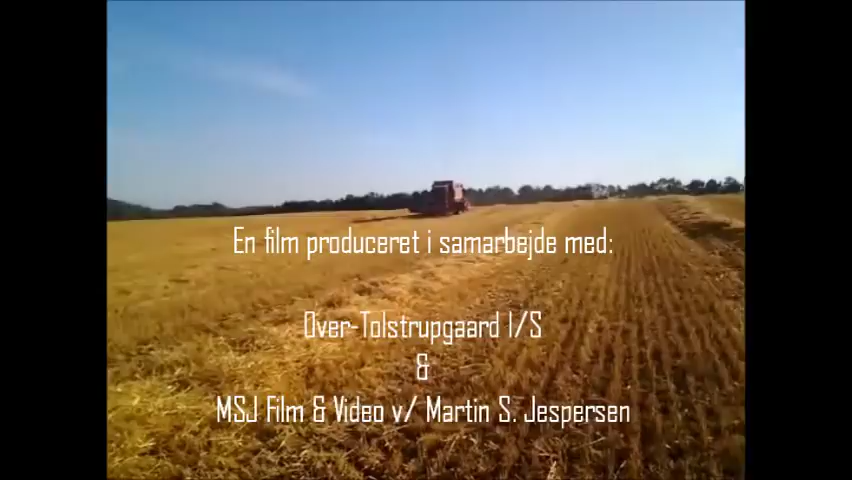 En film produceret i samarbejde med:
Over-Tolstrupgaard I/S
&
MSJ Film & Video v/ Martin S. Jespersen